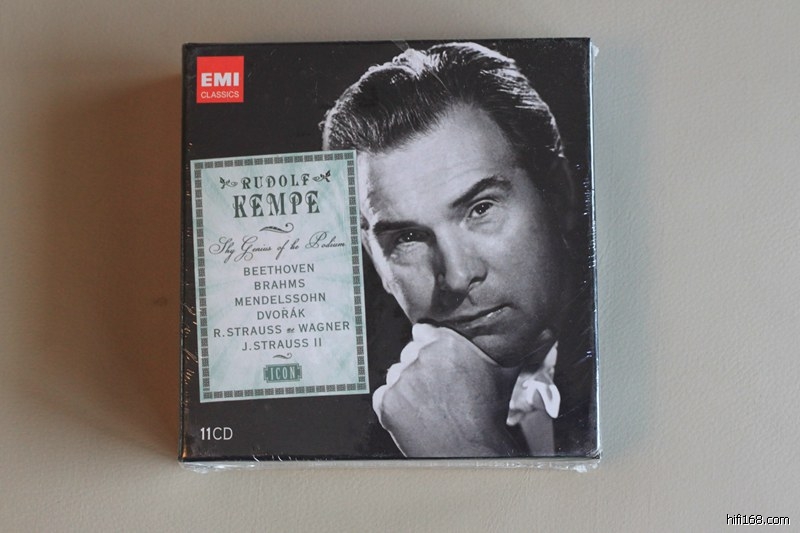 EMI
CLASSICS
RUDOLF
KEMPE
Shy Genius of the Podium
BEETHOVEN
BRAHMS
MENDELSSOHN
DVOŘÁK
R.STRAUSS WAGNER
J.STRAUSS II
ICON
11CD
hifi168.com